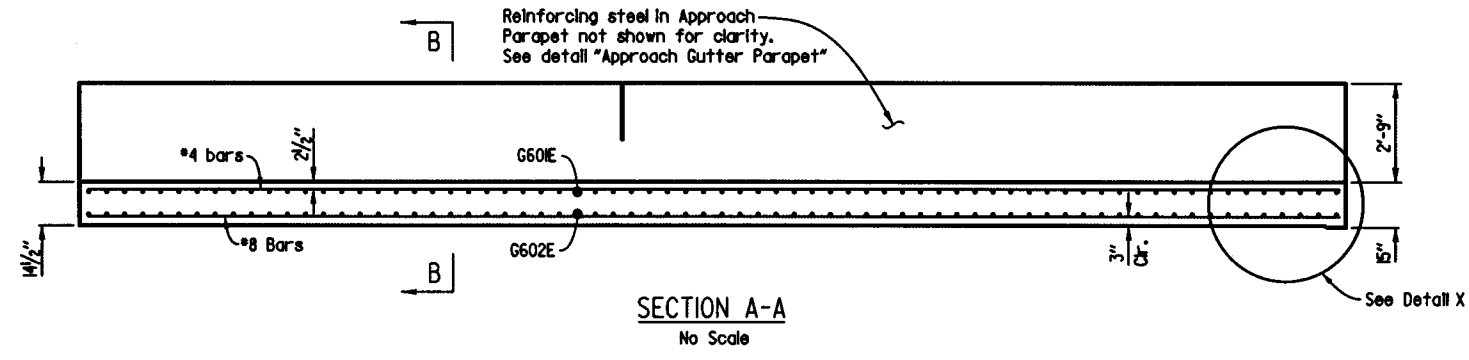 Reinforcing steel in Approach
Parapet not shown for clarity.
See detail "Approach Gutter Parapet"
B
2'-9"
#4 bars
2½"
G601E
14½"
#8 Bars
G602E
3"
Clr.
15"
B
See Detail X
SECTION A-A
No Scale